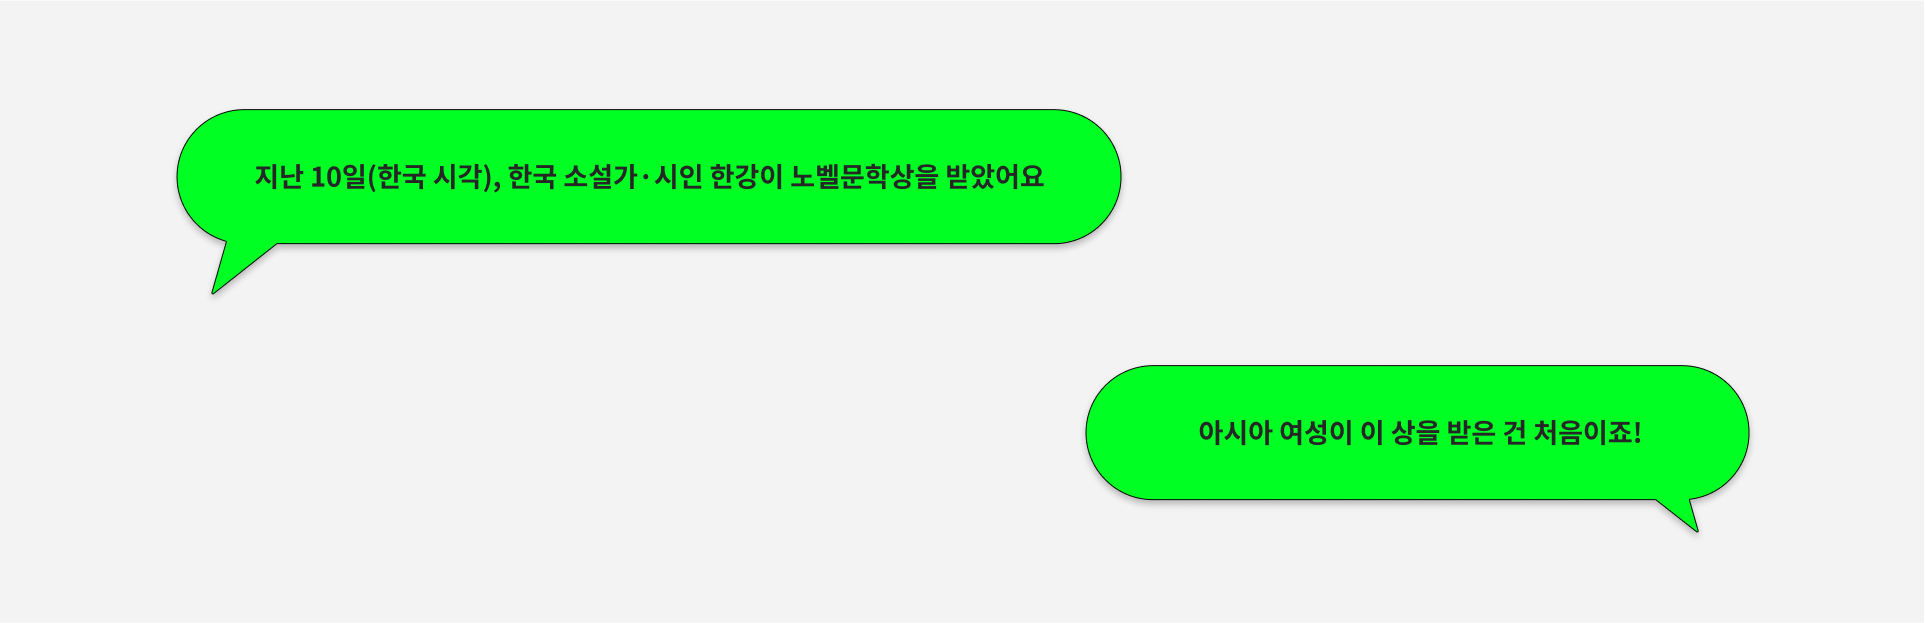 지난 10일(한국 시각), 한국 소설가·시인 한강이 노벨문학상을 받았어요
아시아 여성이 이 상을 받은 건 처음이죠!